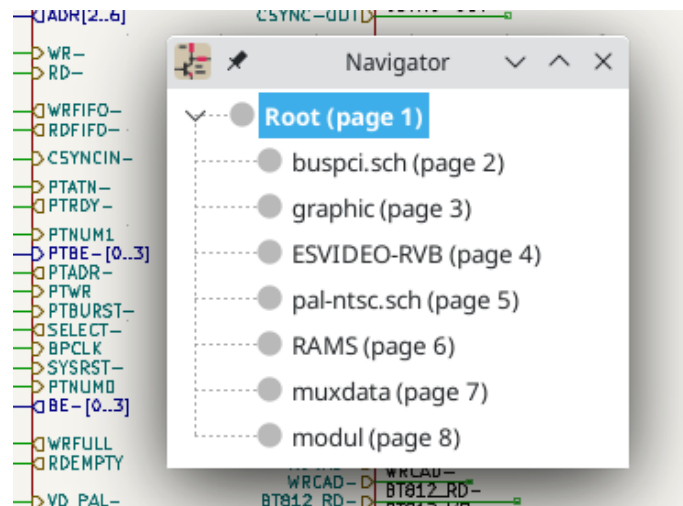 ADR[2..6]
CSYNC-OUT
WR-
RD-
WRFIFO-
RDFIFO-
CSYNCIN-
PTATN-
PTRDY-
PTNUM1
PTBE-[0..3]
PTADR-
PTWR
PTBURST-
SELECT-
BPCLK
SYSRST-
PTNUM0
BE-[0..3]
WRFULL
RDEMPTY
VD_PAL-
Navigator
Root (page 1)
buspci.sch (page 2)
graphic (page 3)
ESVIDEO-RVB (page 4)
pal-ntsc.sch (page 5)
RAMS (page 6)
muxdata (page 7)
modul (page 8)
WRCAD-
WRCAD-
BT812_RD-
BT812_RD-